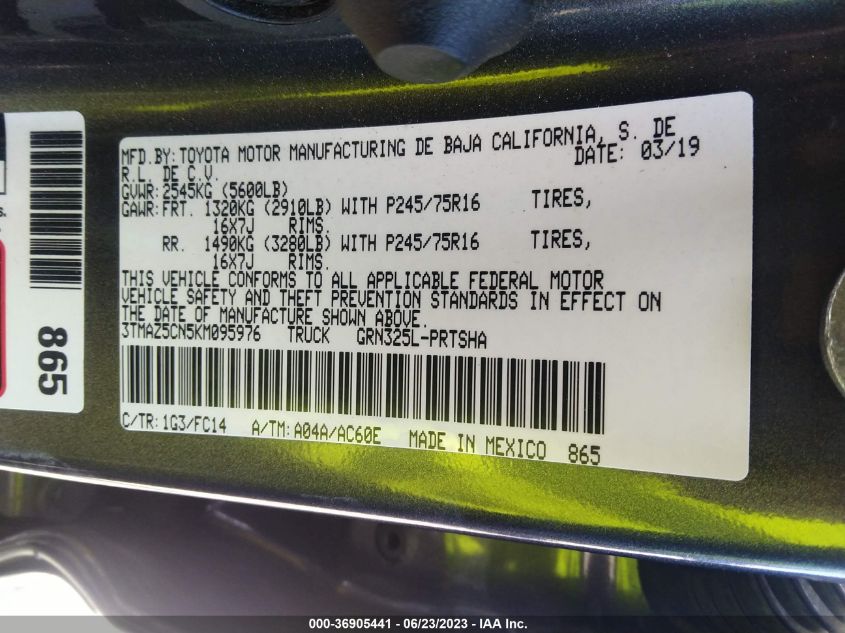 MFD.BY:TOYOTA MOTOR MANUFACTURING DE BAJA CALIFORNIA, S. DE
R.L. DE C.V. DATE: 03/19
GVWR:2545KG (5600LB)
GAWR:FRT. 1320KG (2910LB) WITH P245/75R16 TIRES,
16X7J RIMS.
RR. 1490KG (3280LB) WITH P245/75R16 TIRES,
16X7J RIMS.
THIS VEHICLE CONFORMS TO ALL APPLICABLE FEDERAL MOTOR
VEHICLE SAFETY AND THEFT PREVENTION STANDARDS IN EFFECT ON
THE DATE OF MANUFACTURE SHOWN ABOVE.
3TMAZ5CN5KM095976 TRUCK GRN325L-PRTSHA
C/TR:1G3/FC14 A/TM:A04A/AC60E MADE IN MEXICO 865
865
000-36905441 - 06/23/2023 - IAA Inc.